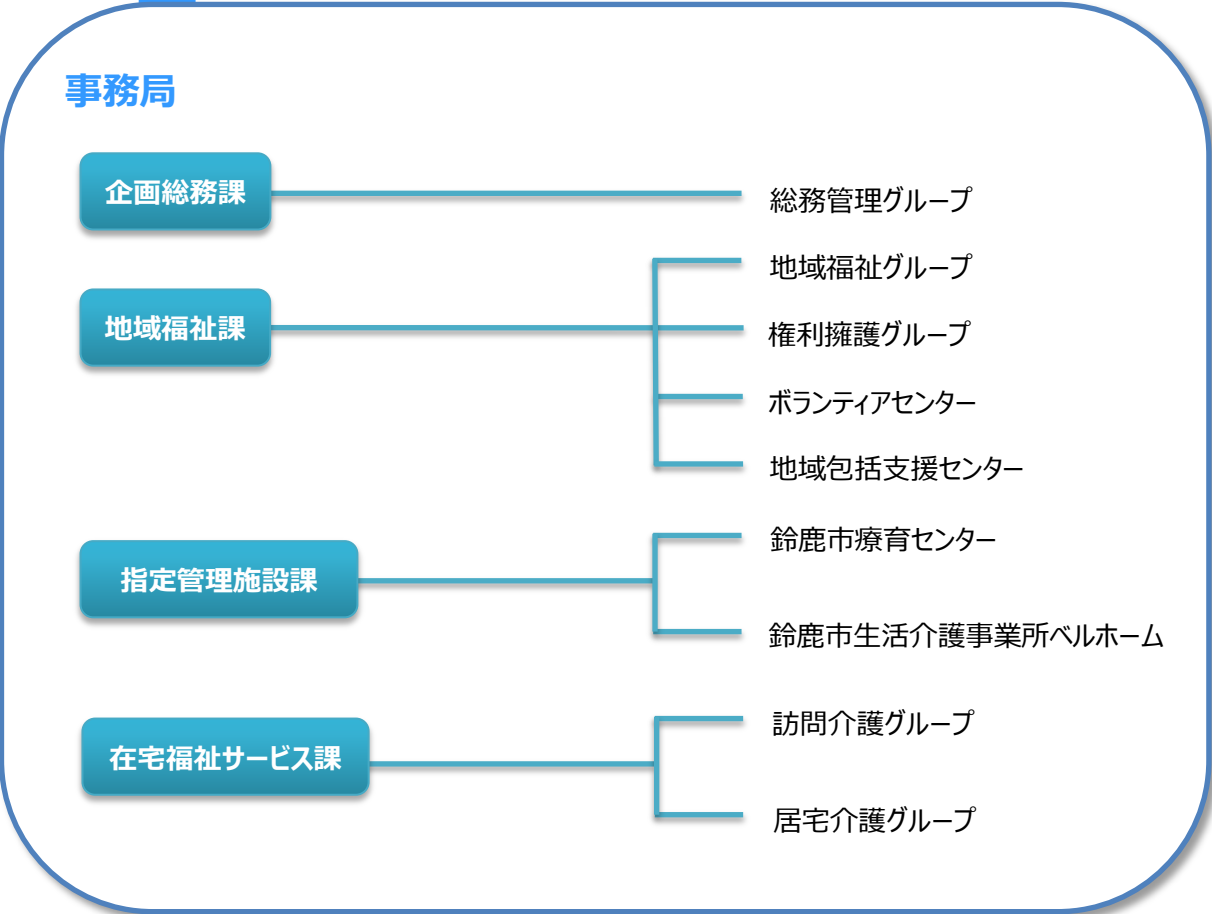 事務局
企画総務課
総務管理グループ
地域福祉課
地域福祉グループ
権利擁護グループ
ボランティアセンター
地域包括支援センター
指定管理施設課
鈴鹿市療育センター
鈴鹿市生活介護事業所ベルホーム
在宅福祉サービス課
訪問介護グループ
居宅介護グループ